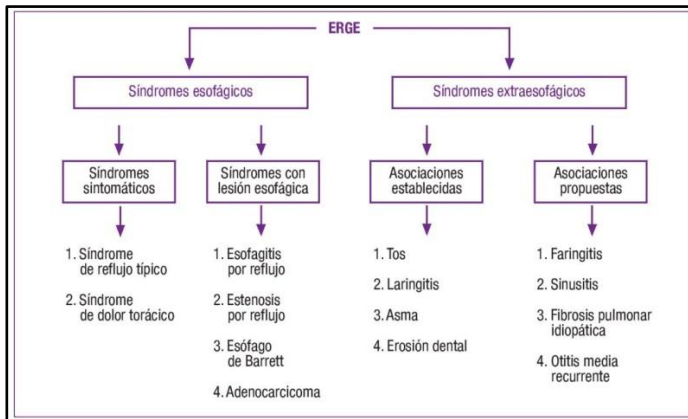 ERGE
Síndromes esofágicos
Síndromes extraesofágicos
Síndromes
sintomáticos
Síndromes con
lesión esofágica
Asociaciones
establecidas
Asociaciones
propuestas
1. Síndrome
de reflujo típico
2. Síndrome
de dolor torácico
1. Esofagitis
por reflujo
2. Estenosis
por reflujo
3. Esófago
de Barrett
4. Adenocarcicoma
1. Tos
2. Laringitis
3. Asma
4. Erosión dental
1. Faringitis
2. Sinusitis
3. Fibrosis pulmonar
idiopática
4. Otitis media
recurrente